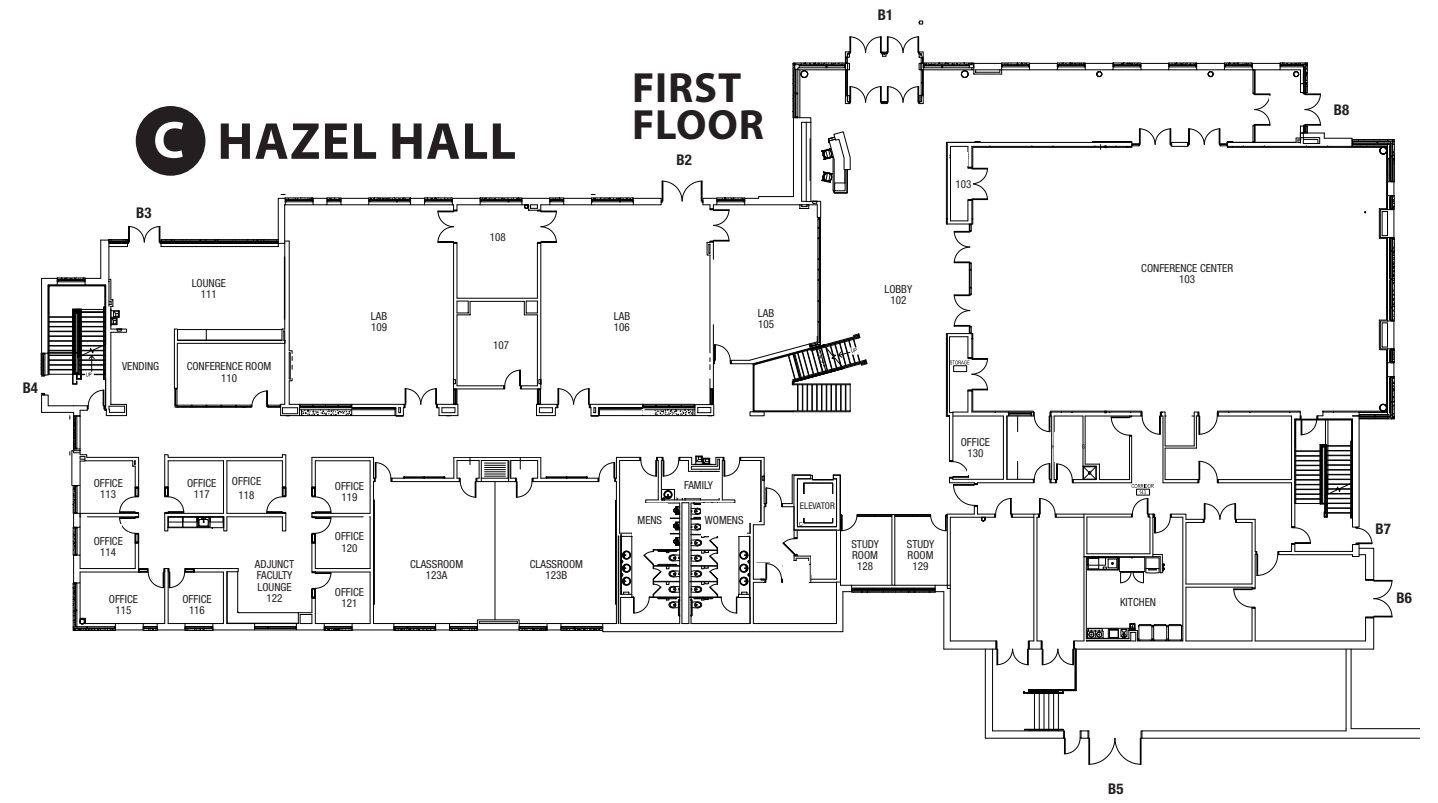 B1
FIRST
FLOOR
C HAZEL HALL
B8
B2
103
B3
108
LOUNGE
111
CONFERENCE CENTER
103
LOBBY
102
LAB
109
LAB
106
LAB
105
107
UP
VENDING
CONFERENCE ROOM
110
STORAGE
UP
B4
OFFICE
130
OFFICE
113
OFFICE
117
OFFICE
118
OFFICE
119
FAMILY
CORRIDOR
ELEVATOR
MENS
WOMENS
B7
OFFICE
114
OFFICE
120
STUDY
ROOM
128
STUDY
ROOM
129
ADJUNCT
FACULTY
LOUNGE
122
CLASSROOM
123A
CLASSROOM
123B
OFFICE
115
OFFICE
116
OFFICE
121
KITCHEN
B6
B5